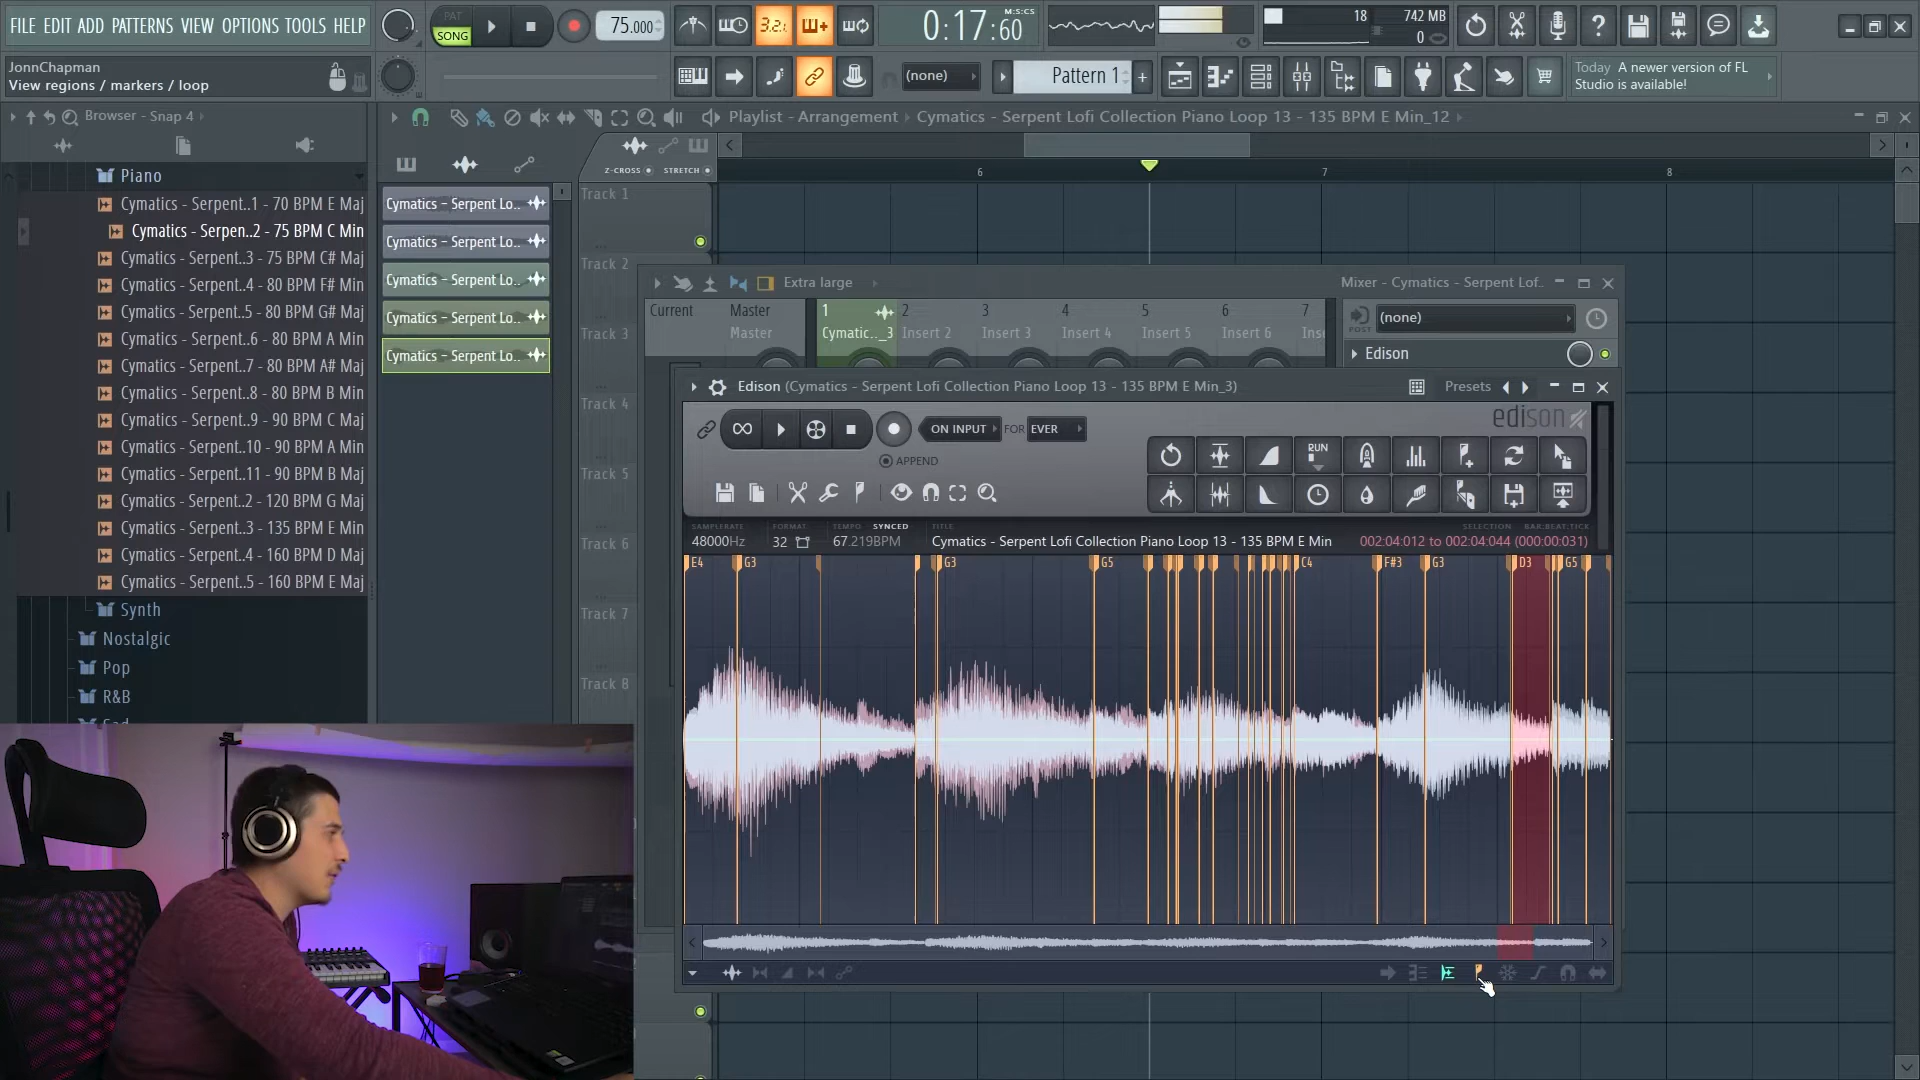 FILE EDIT ADD PATTERNS VIEW OPTIONS TOOLS HELP
PAT
SONG
75.000
3.2.1
0:17:60
M:S:CS
18
742 MB
0
JonnChapman
View regions / markers / loop
(none)
Pattern 1
Today A newer version of FL
Studio is available!
Browser - Snap 4
Playlist - Arrangement › Cymatics - Serpent Lofi Collection Piano Loop 13 - 135 BPM E Min_12
Z-CROSS
STRETCH
6
7
8
Piano
Cymatics - Serpent..1 - 70 BPM E Maj
Cymatics - Serpen..2 - 75 BPM C Min
Cymatics - Serpent..3 - 75 BPM C# Maj
Cymatics - Serpent..4 - 80 BPM F# Min
Cymatics - Serpent..5 - 80 BPM G# Maj
Cymatics - Serpent..6 - 80 BPM A Min
Cymatics - Serpent..7 - 80 BPM A# Maj
Cymatics - Serpent..8 - 80 BPM B Min
Cymatics - Serpent..9 - 90 BPM C Maj
Cymatics - Serpent..10 - 90 BPM A Min
Cymatics - Serpent..11 - 90 BPM B Maj
Cymatics - Serpent..2 - 120 BPM G Maj
Cymatics - Serpent..3 - 135 BPM E Min
Cymatics - Serpent..4 - 160 BPM D Maj
Cymatics - Serpent..5 - 160 BPM E Maj
Synth
Nostalgic
Pop
R&B
Cymatics - Serpent Lo..
Cymatics - Serpent Lo..
Cymatics - Serpent Lo..
Cymatics - Serpent Lo..
Cymatics - Serpent Lo..
Track 1
Track 2
Track 3
Track 4
Track 5
Track 6
Track 7
Track 8
Extra large
Mixer - Cymatics - Serpent Lof..
Current
Master
Master
1
Cymatic.._3
2
Insert 2
3
Insert 3
4
Insert 4
5
Insert 5
6
Insert 6
7
Ins
POST
(none)
Edison
Edison (Cymatics - Serpent Lofi Collection Piano Loop 13 - 135 BPM E Min_3)
Presets
edison
ON INPUT
FOR
EVER
APPEND
RUN
SAMPLERATE
48000Hz
FORMAT
32
TEMPO
SYNCED
67.219BPM
TITLE
Cymatics - Serpent Lofi Collection Piano Loop 13 - 135 BPM E Min
SELECTION
BAR:BEAT:TICK
002:04:012 to 002:04:044 (000:00:031)
E4
G3
G3
G5
C4
F#3
G3
D3
G5